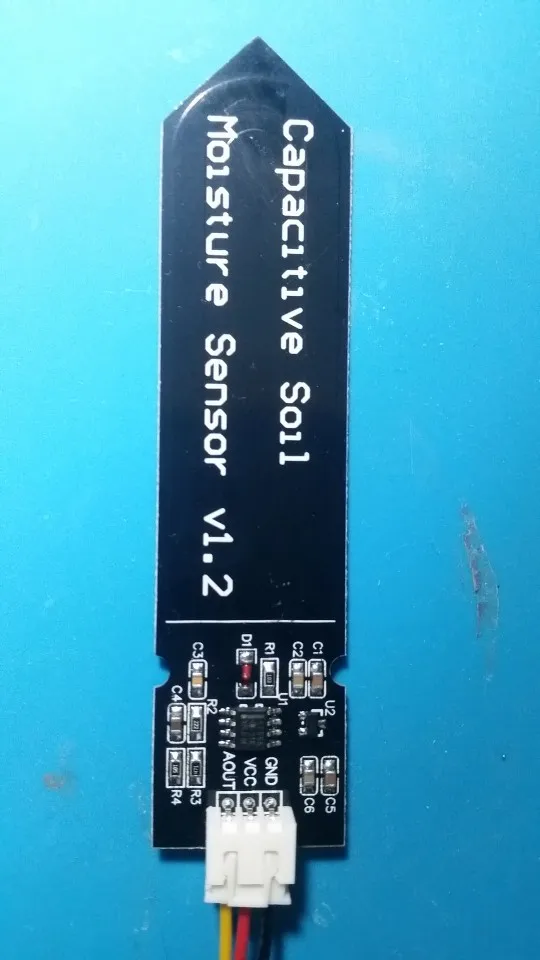 Capacitive Soil
Moisture Sensor v1.2
C3
D1
R1
C2
C1
C4
R2
U1
U2
R4
R3
AOUT
VCC
GND
C6
C5